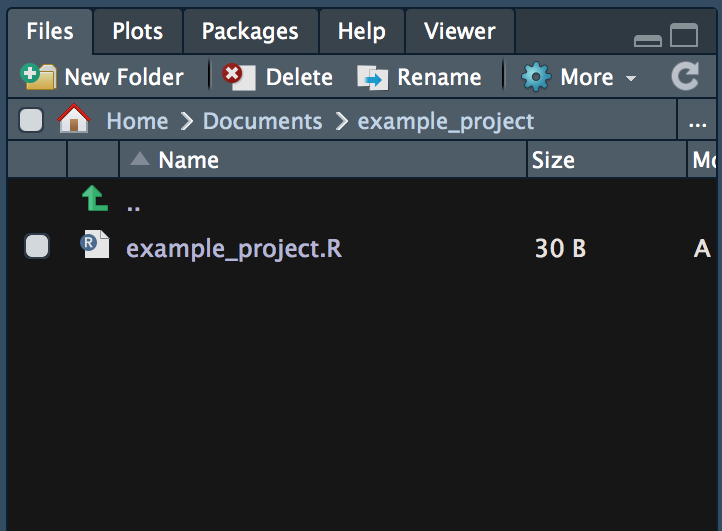 Files Plots Packages Help Viewer
New Folder Delete Rename More
Home Documents example_project ...
Name Size Mo
..
R example_project.R 30 B A